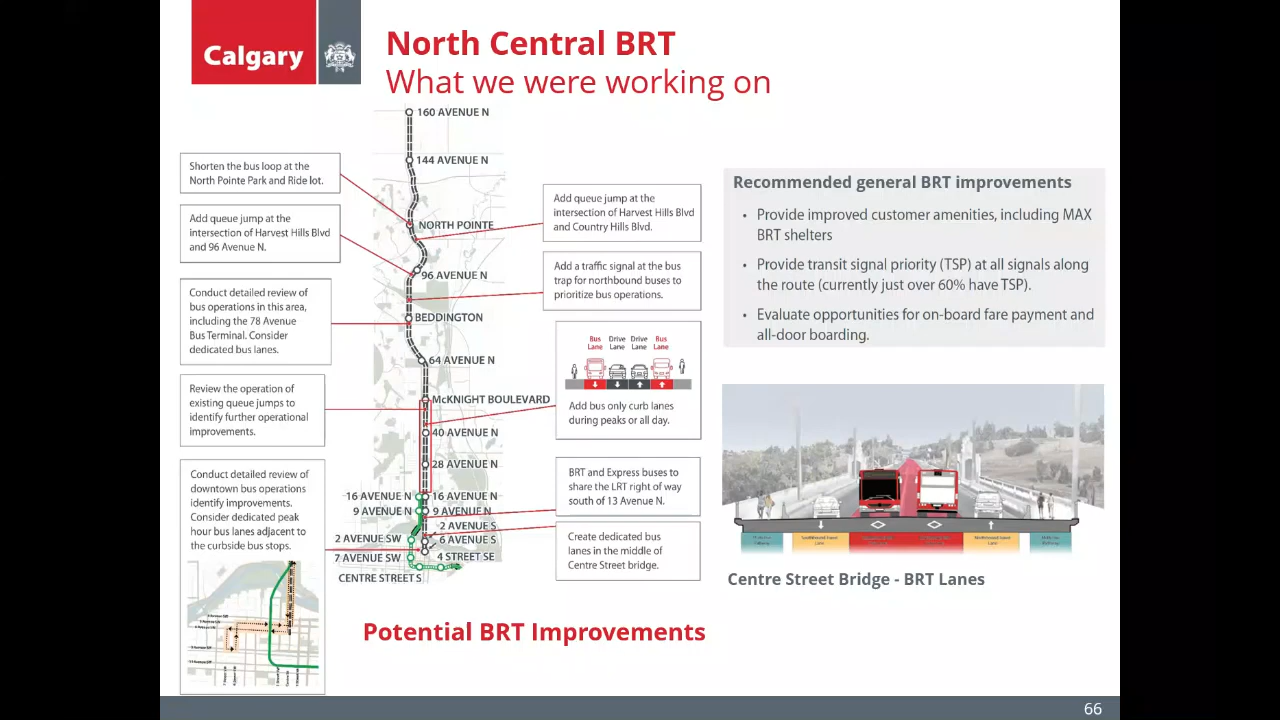 Calgary
North Central BRT
What we were working on
160 AVENUE N
144 AVENUE N
NORTH POINTE
96 AVENUE N
BEDDINGTON
64 AVENUE N
McKNIGHT BOULEVARD
40 AVENUE N
28 AVENUE N
16 AVENUE N
16 AVENUE N
9 AVENUE N
9 AVENUE N
2 AVENUE S
2 AVENUE SW
6 AVENUE S
7 AVENUE SW
4 STREET SE
CENTRE STREET S
Shorten the bus loop at the
North Pointe Park and Ride lot.
Add queue jump at the
intersection of Harvest Hills Blvd
and 96 Avenue N.
Conduct detailed review of
bus operations in this area,
including the 78 Avenue
Bus Terminal. Consider
dedicated bus lanes.
Review the operation of
existing queue jumps to
identify further operational
improvements.
Conduct detailed review of
downtown bus operations
identify improvements.
Consider dedicated peak
hour bus lanes adjacent to
the curbside bus stops.
Add queue jump at the
intersection of Harvest Hills Blvd
and Country Hills Blvd.
Add a traffic signal at the bus
trap for northbound buses to
prioritize bus operations.
Bus Drive Drive Bus
Lane Lane Lane Lane
Add bus only curb lanes
during peaks or all day.
BRT and Express buses to
share the LRT right of way
south of 13 Avenue N.
Create dedicated bus
lanes in the middle of
Centre Street bridge.
Potential BRT Improvements
Recommended general BRT improvements
• Provide improved customer amenities, including MAX
BRT shelters
• Provide transit signal priority (TSP) at all signals along
the route (currently just over 60% have TSP).
• Evaluate opportunities for on-board fare payment and
all-door boarding.
Centre Street Bridge - BRT Lanes
66